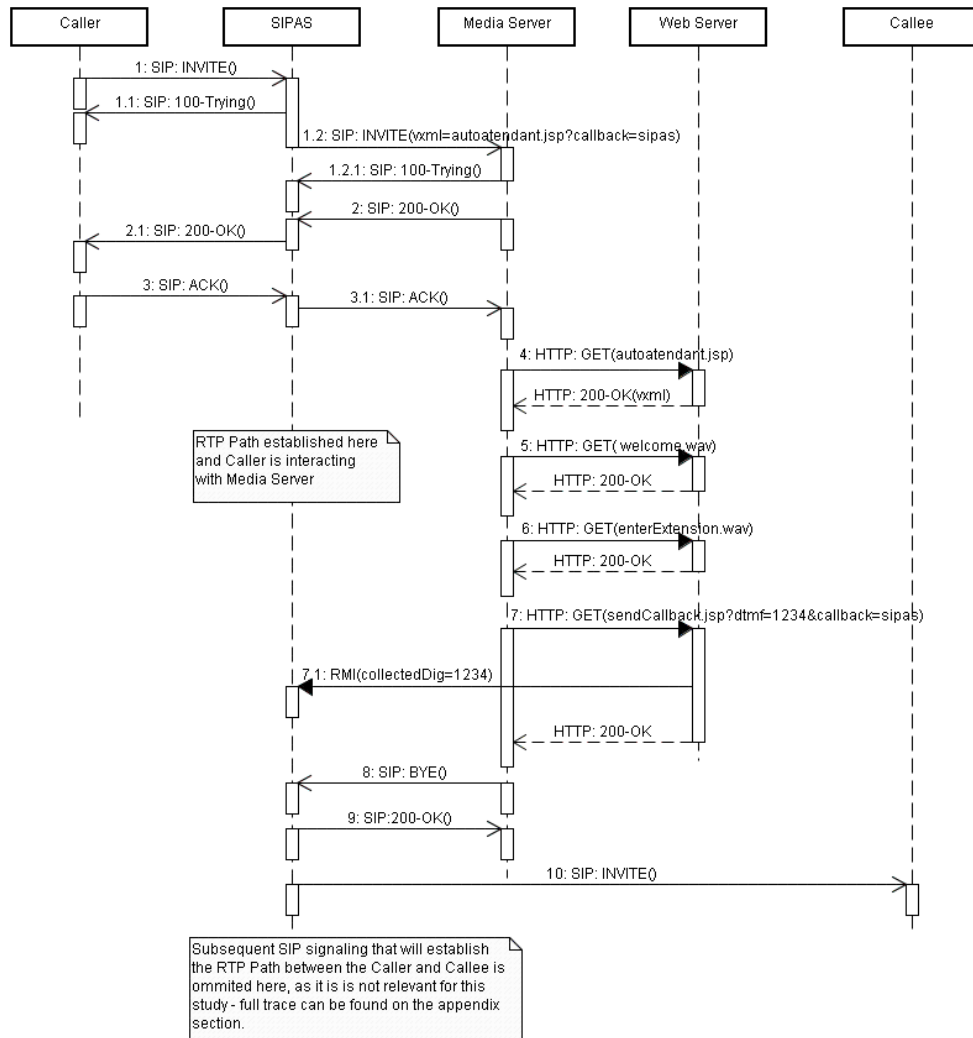 Caller
SIPAS
Media Server
Web Server
Callee
1: SIP: INVITE()
1.1: SIP: 100-Trying()
1.2: SIP: INVITE(vxml=autoatendant.jsp?callback=sipas)
1.2.1: SIP: 100-Trying()
2: SIP: 200-OK()
2.1: SIP: 200-OK()
3: SIP: ACK()
3.1: SIP: ACK()
4: HTTP: GET(autoatendant.jsp)
HTTP: 200-OK(vxml)
RTP Path established here
and Caller is interacting
with Media Server
5: HTTP: GET( welcome.wav)
HTTP: 200-OK
6: HTTP: GET(enterExtension.wav)
HTTP: 200-OK
7: HTTP: GET(sendCallback.jsp?dtmf=1234&callback=sipas)
7.1: RMI(collectedDig=1234)
HTTP: 200-OK
8: SIP: BYE()
9: SIP:200-OK()
10: SIP: INVITE()
Subsequent SIP signaling that will establish
the RTP Path between the Caller and Callee is
ommited here, as it is is not relevant for this
study - full trace can be found on the appendix
section.